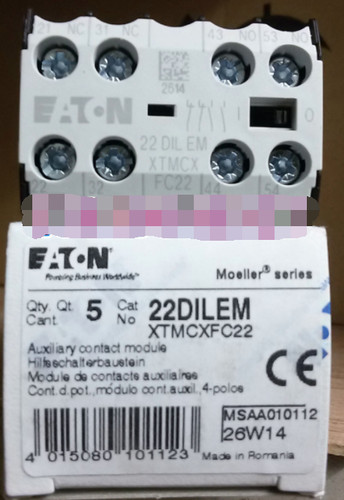 21 NC 31 NC 43 NO 53 NO
26M
EATON
0
22 DIL EM
XTMCX
FC22
22 32 44 54
EATON
Powering Business Worldwide
Moeller® series
Qty. Qt.
Cant.
5
Cat
No
22DILEM
XTMCXFC22
Auxiliary contact module
Hilfsschalterbaustein
Module de contacts auxiliaires
Cont.d.pot., módulo cont.auxil.,4-polos
CE
MSAA010112
26W14
4 015080 101123
Made in Romania